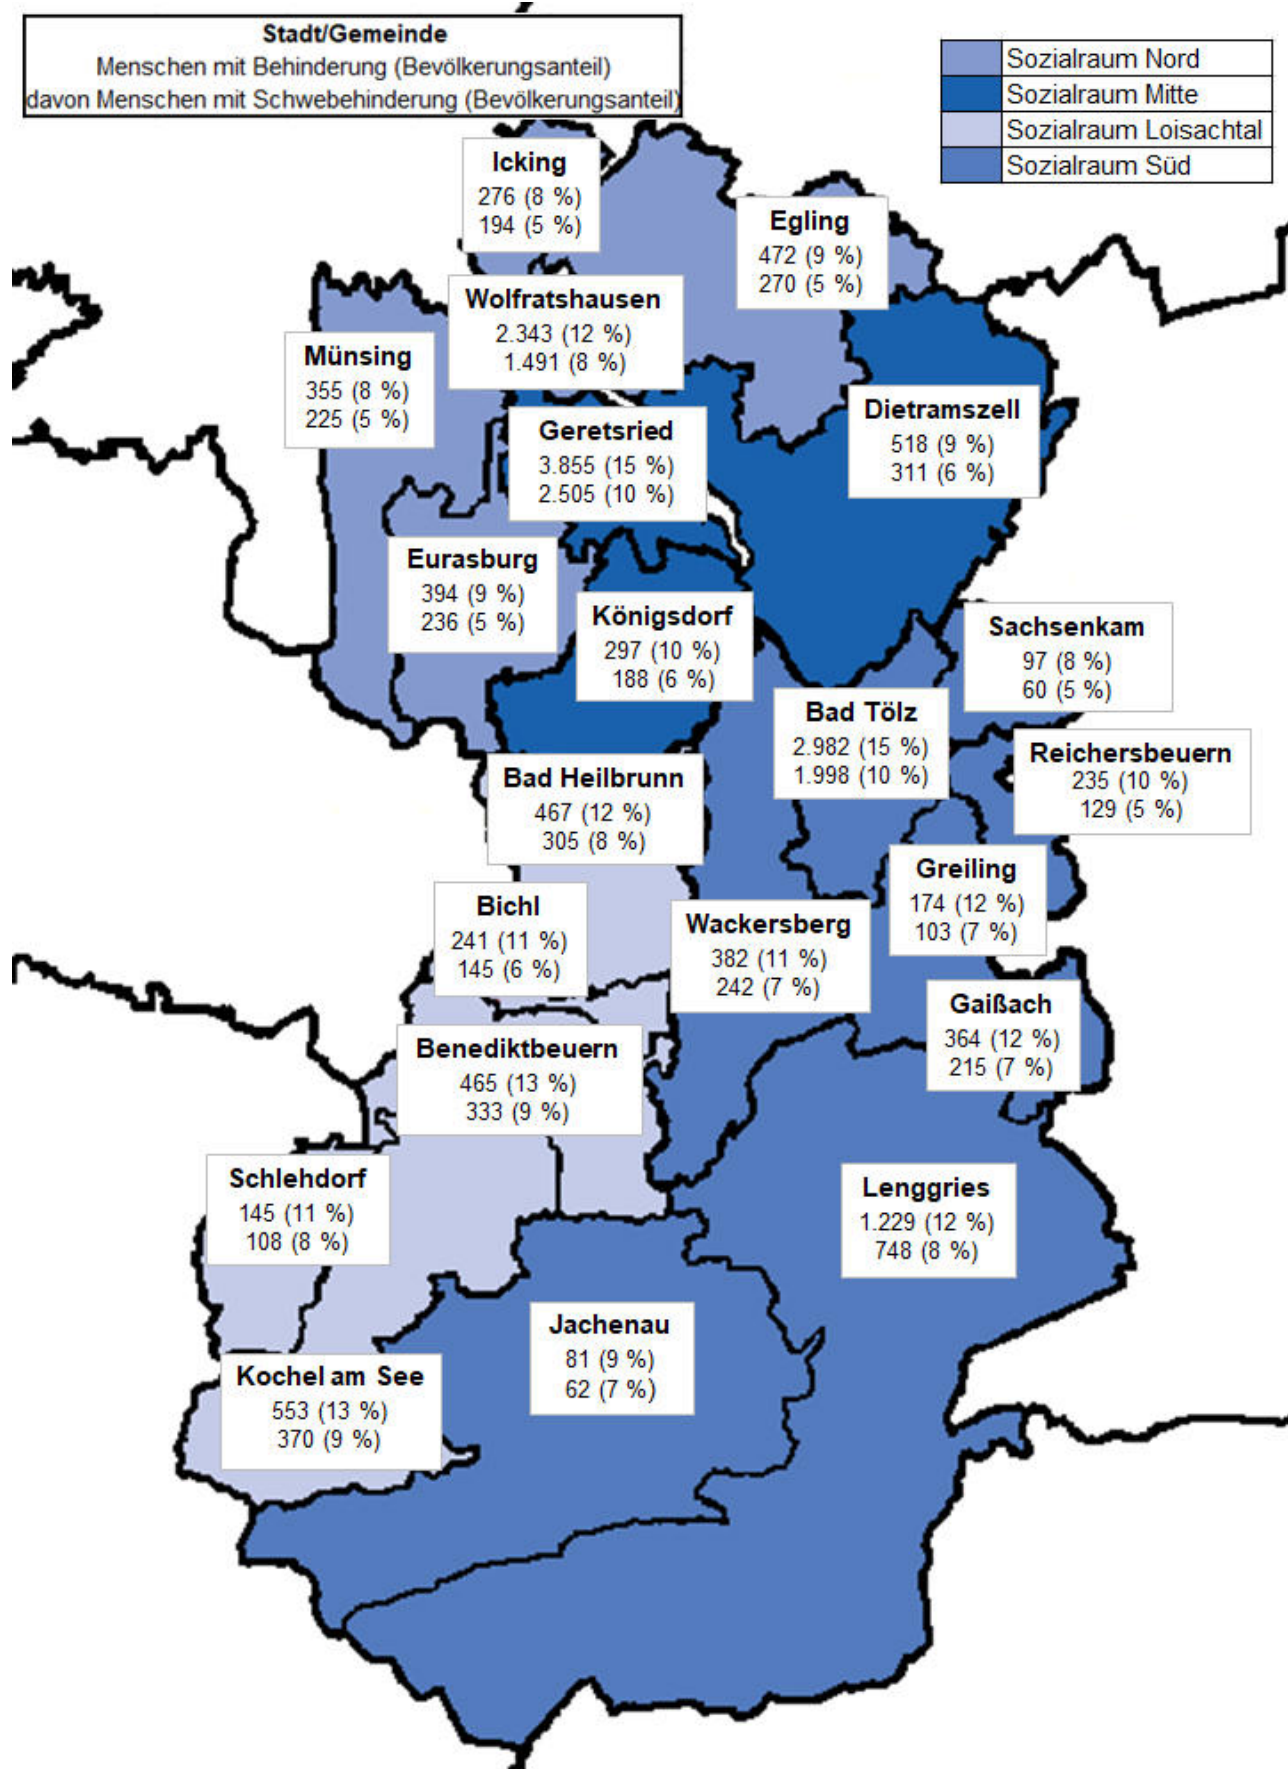 Stadt/Gemeinde
Menschen mit Behinderung (Bevölkerungsanteil)
davon Menschen mit Schwebehinderung (Bevölkerungsanteil)
Sozialraum Nord
Sozialraum Mitte
Sozialraum Loisachtal
Sozialraum Süd
Icking
276 (8 %)
194 (5 %)
Egling
472 (9 %)
270 (5 %)
Wolfratshausen
2.343 (12 %)
1.491 (8 %)
Münsing
355 (8 %)
225 (5 %)
Dietramszell
518 (9 %)
311 (6 %)
Geretsried
3.855 (15 %)
2.505 (10 %)
Eurasburg
394 (9 %)
236 (5 %)
Königsdorf
297 (10 %)
188 (6 %)
Sachsenkam
97 (8 %)
60 (5 %)
Bad Tölz
2.982 (15 %)
1.998 (10 %)
Reichersbeuern
235 (10 %)
129 (5 %)
Bad Heilbrunn
467 (12 %)
305 (8 %)
Greiling
174 (12 %)
103 (7 %)
Bichl
241 (11 %)
145 (6 %)
Wackersberg
382 (11 %)
242 (7 %)
Gaißach
364 (12 %)
215 (7 %)
Benediktbeuern
465 (13 %)
333 (9 %)
Schlehdorf
145 (11 %)
108 (8 %)
Lenggries
1.229 (12 %)
748 (8 %)
Jachenau
81 (9 %)
62 (7 %)
Kochel am See
553 (13 %)
370 (9 %)